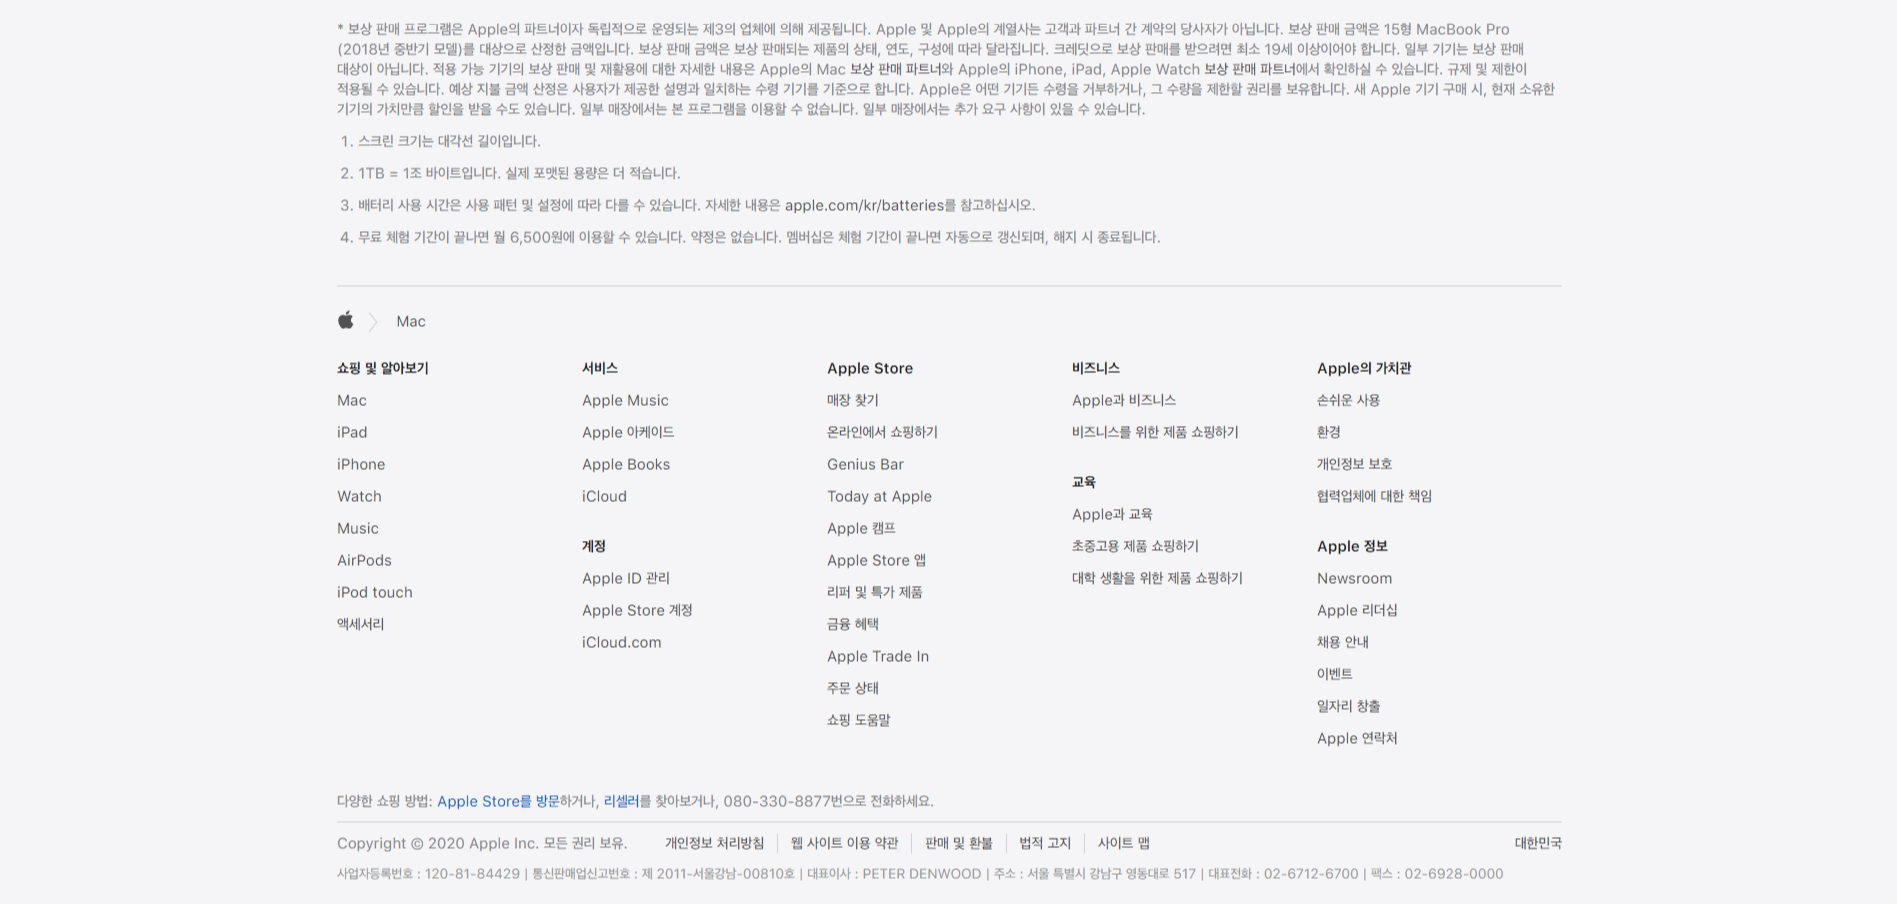 * 보상 판매 프로그램은 Apple의 파트너이자 독립적으로 운영되는 제3의 업체에 의해 제공됩니다. Apple 및 Apple의 계열사는 고객과 파트너 간 계약의 당사자가 아닙니다. 보상 판매 금액은 15형 MacBook Pro
(2018년 중반기 모델)를 대상으로 산정한 금액입니다. 보상 판매 금액은 보상 판매되는 제품의 상태, 연도, 구성에 따라 달라집니다. 크레딧으로 보상 판매를 받으려면 최소 19세 이상이어야 합니다. 일부 기기는 보상 판매
대상이 아닙니다. 적용 가능 기기의 보상 판매 및 재활용에 대한 자세한 내용은 Apple의 Mac 보상 판매 파트너와 Apple의 iPhone, iPad, Apple Watch 보상 판매 파트너에서 확인하실 수 있습니다. 규제 및 제한이
적용될 수 있습니다. 예상 지불 금액 산정은 사용자가 제공한 설명과 일치하는 수령 기기를 기준으로 합니다. Apple은 어떤 기기든 수령을 거부하거나, 그 수량을 제한할 권리를 보유합니다. 새 Apple 기기 구매 시, 현재 소유한
기기의 가치만큼 할인을 받을 수도 있습니다. 일부 매장에서는 본 프로그램을 이용할 수 없습니다. 일부 매장에서는 추가 요구 사항이 있을 수 있습니다.
1. 스크린 크기는 대각선 길이입니다.
2. 1TB = 1조 바이트입니다. 실제 포맷된 용량은 더 적습니다.
3. 배터리 사용 시간은 사용 패턴 및 설정에 따라 다를 수 있습니다. 자세한 내용은 apple.com/kr/batteries를 참고하십시오.
4. 무료 체험 기간이 끝나면 월 6,500원에 이용할 수 있습니다. 약정은 없습니다. 멤버십은 체험 기간이 끝나면 자동으로 갱신되며, 해지 시 종료됩니다.
Mac
쇼핑 및 알아보기
Mac
iPad
iPhone
Watch
Music
AirPods
iPod touch
액세서리
서비스
Apple Music
Apple 아케이드
Apple Books
iCloud
계정
Apple ID 관리
Apple Store 계정
iCloud.com
Apple Store
매장 찾기
온라인에서 쇼핑하기
Genius Bar
Today at Apple
Apple 캠프
Apple Store 앱
리퍼 및 특가 제품
금융 혜택
Apple Trade In
주문 상태
쇼핑 도움말
비즈니스
Apple과 비즈니스
비즈니스를 위한 제품 쇼핑하기
교육
Apple과 교육
초중고용 제품 쇼핑하기
대학 생활을 위한 제품 쇼핑하기
Apple의 가치관
손쉬운 사용
환경
개인정보 보호
협력업체에 대한 책임
Apple 정보
Newsroom
Apple 리더십
채용 안내
이벤트
일자리 창출
Apple 연락처
다양한 쇼핑 방법: Apple Store를 방문하거나, 리셀러를 찾아보거나, 080-330-8877번으로 전화하세요.
Copyright © 2020 Apple Inc. 모든 권리 보유. 개인정보 처리방침 웹 사이트 이용 약관 판매 및 환불 법적 고지 사이트 맵 대한민국
사업자등록번호 : 120-81-84429 | 통신판매업신고번호 : 제 2011-서울강남-00810호 | 대표이사 : PETER DENWOOD | 주소 : 서울 특별시 강남구 영동대로 517 | 대표전화 : 02-6712-6700 | 팩스 : 02-6928-0000